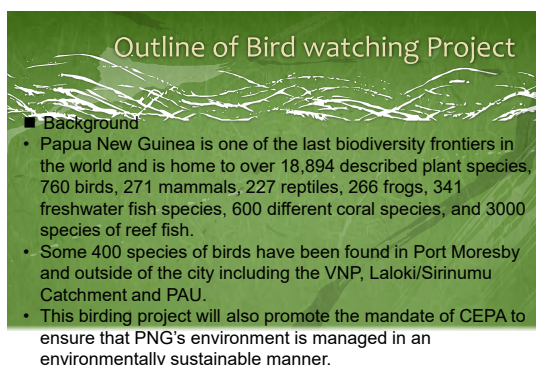 Outline of Bird watching Project
■ Background
• Papua New Guinea is one of the last biodiversity frontiers in
the world and is home to over 18,894 described plant species,
760 birds, 271 mammals, 227 reptiles, 266 frogs, 341
freshwater fish species, 600 different coral species, and 3000
species of reef fish.
• Some 400 species of birds have been found in Port Moresby
and outside of the city including the VNP, Laloki/Sirinumu
Catchment and PAU.
• This birding project will also promote the mandate of CEPA to
ensure that PNG’s environment is managed in an
environmentally sustainable manner.